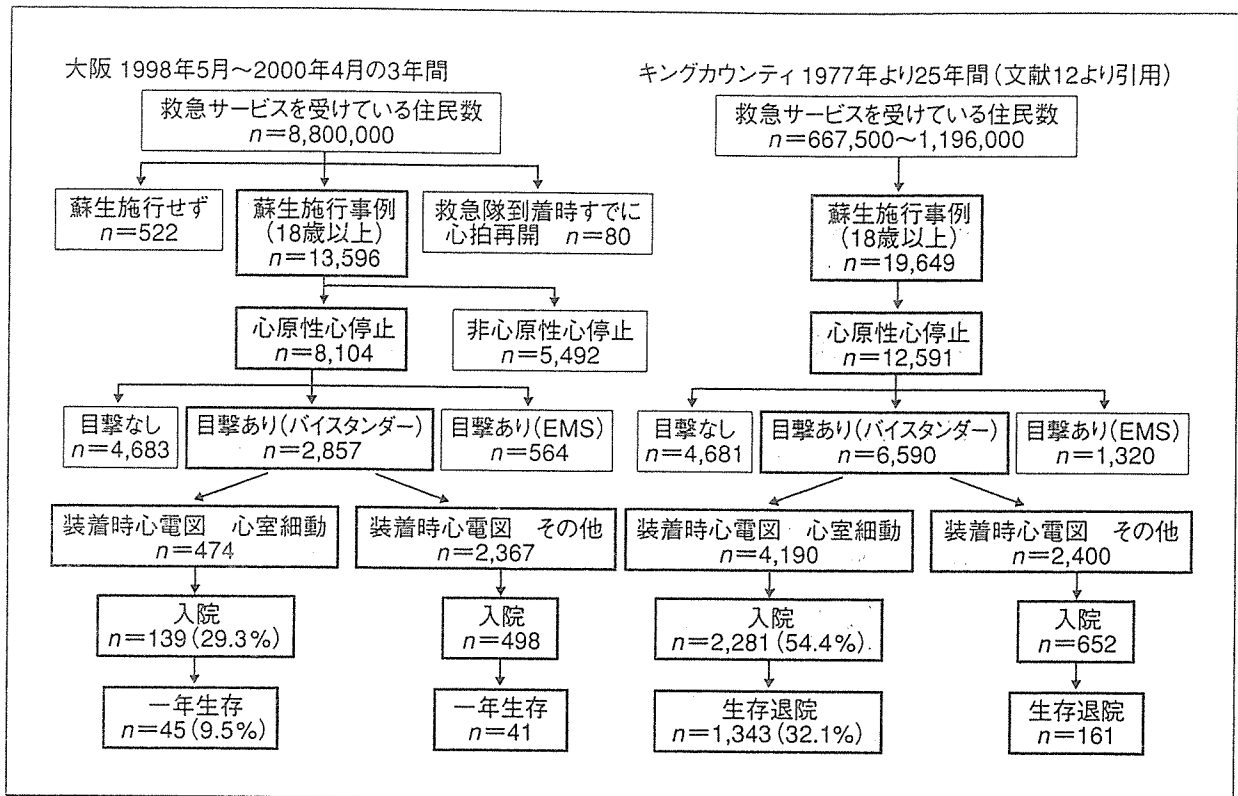 大阪 1998年5月～2000年4月の3年間
救急サービスを受けている住民数
n＝8,800,000
蘇生施行せず
n＝522
蘇生施行事例
(18歳以上)
n＝13,596
救急隊到着時すでに
心拍再開 n＝80
心原性心停止
n＝8,104
非心原性心停止
n＝5,492
目撃なし
n＝4,683
目撃あり(バイスタンダー)
n＝2,857
目撃あり(EMS)
n＝564
装着時心電図 心室細動
n＝474
装着時心電図 その他
n＝2,367
入院
n＝139(29.3%)
入院
n＝498
一年生存
n＝45(9.5%)
一年生存
n＝41
キングカウンティ 1977年より25年間(文献12より引用)
救急サービスを受けている住民数
n＝667,500～1,196,000
蘇生施行事例
(18歳以上)
n＝19,649
心原性心停止
n＝12,591
目撃なし
n＝4,681
目撃あり(バイスタンダー)
n＝6,590
目撃あり(EMS)
n＝1,320
装着時心電図 心室細動
n＝4,190
装着時心電図 その他
n＝2,400
入院
n＝2,281(54.4%)
入院
n＝652
生存退院
n＝1,343(32.1%)
生存退院
n＝161